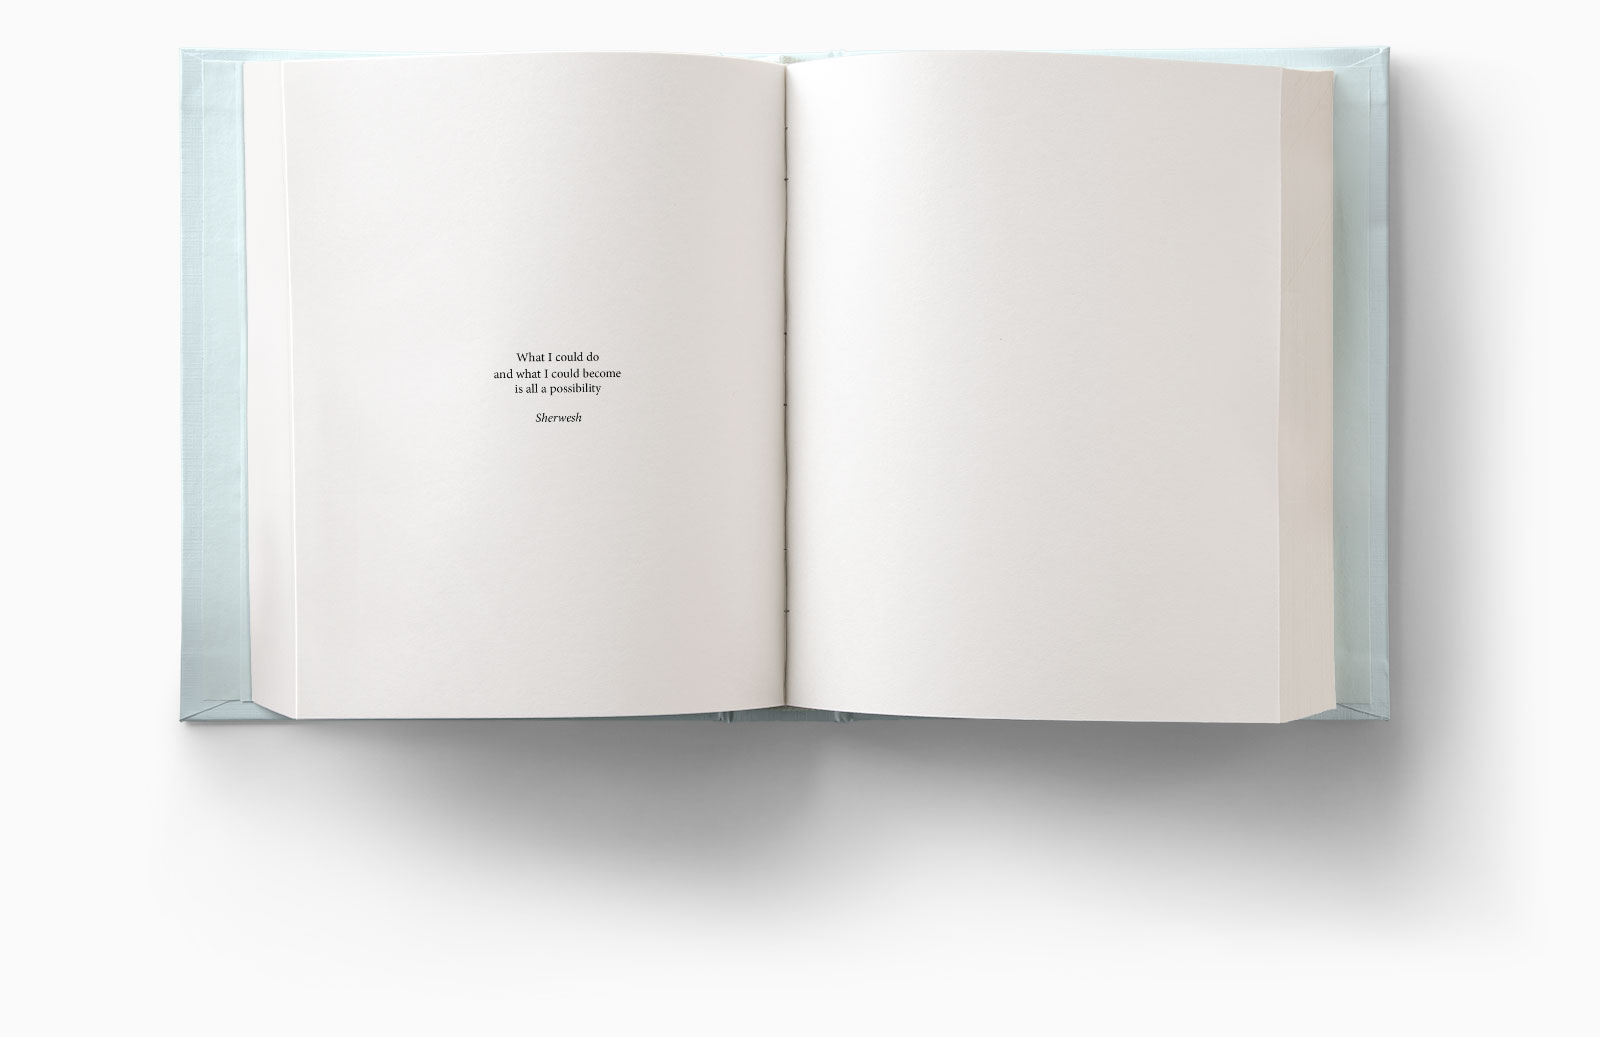 What I could do
and what I could become
is all a possibility
Sherwesh